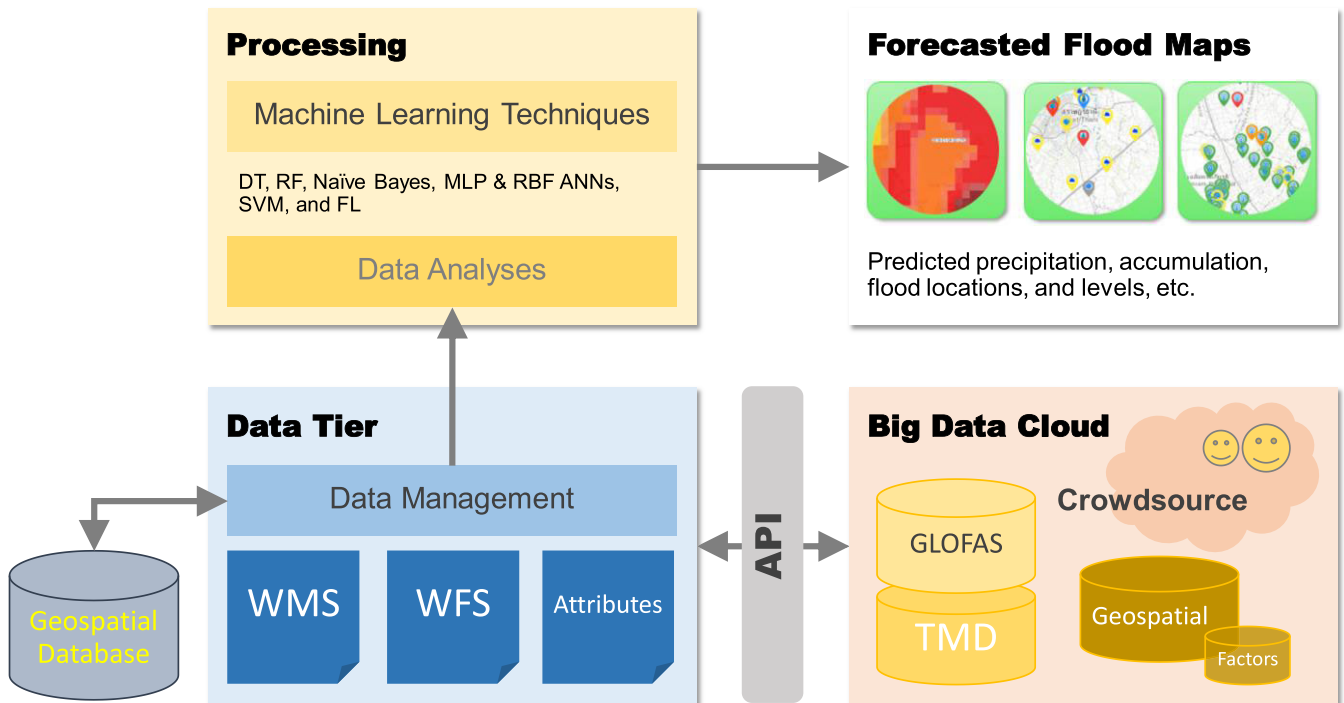 Processing
Machine Learning Techniques
DT, RF, Naïve Bayes, MLP & RBF ANNs,
SVM, and FL
Data Analyses
Forecasted Flood Maps
Predicted precipitation, accumulation,
flood locations, and levels, etc.
Data Tier
Data Management
WMS
WFS
Attributes
Geospatial
Database
API
Big Data Cloud
Crowdsource
GLOFAS
TMD
Geospatial
Factors